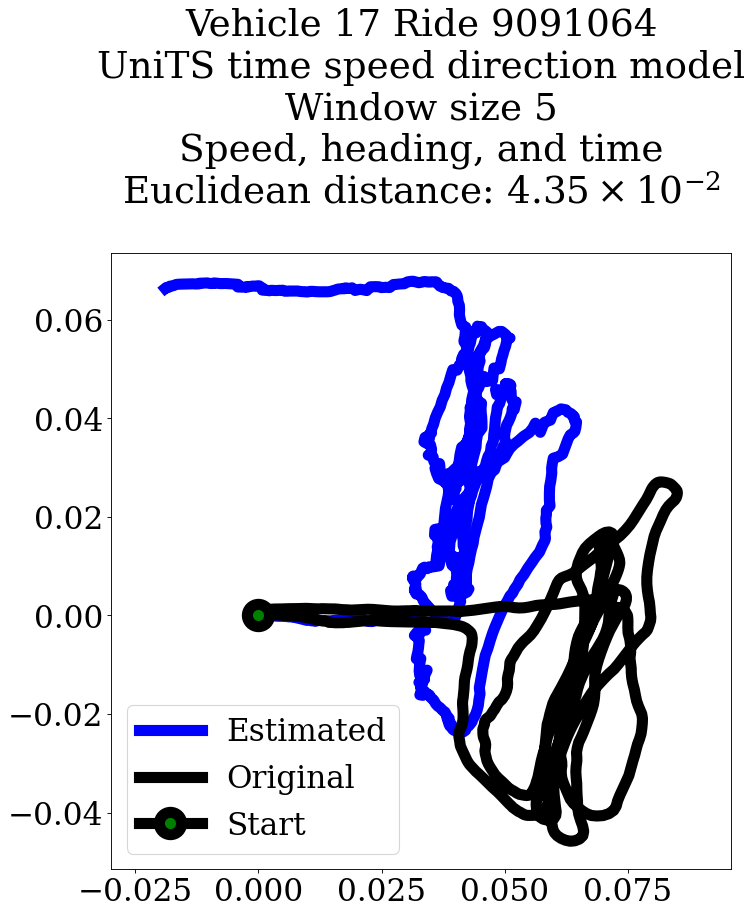 Vehicle 17 Ride 9091064
UniTS time speed direction model
Window size 5
Speed, heading, and time
Euclidean distance: 4.35 × 10⁻²
0.06
0.04
0.02
0.00
−0.02
−0.04
Estimated
Original
Start
−0.025 0.000 0.025 0.050 0.075